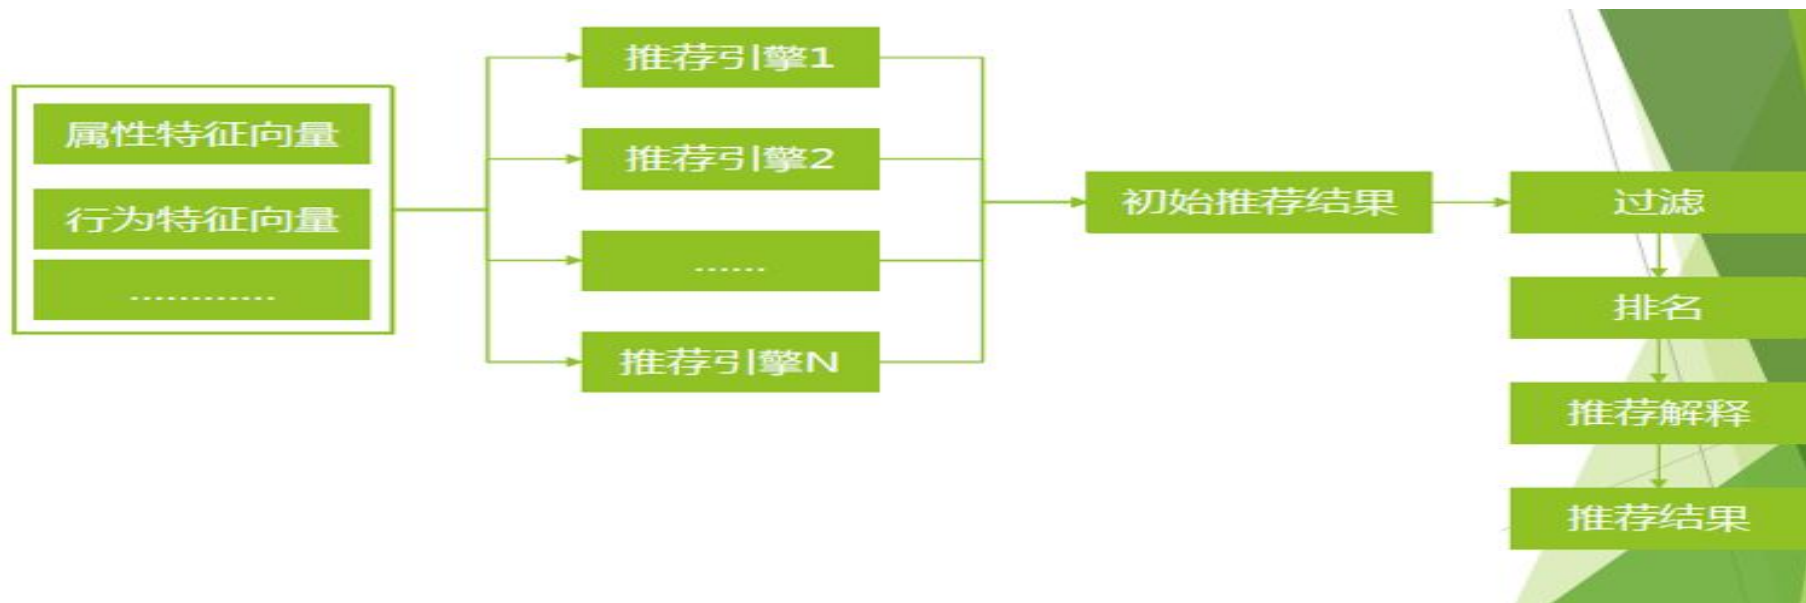 属性特征向量
行为特征向量
............
推荐引擎1
推荐引擎2
......
推荐引擎N
初始推荐结果
过滤
排名
推荐解释
推荐结果